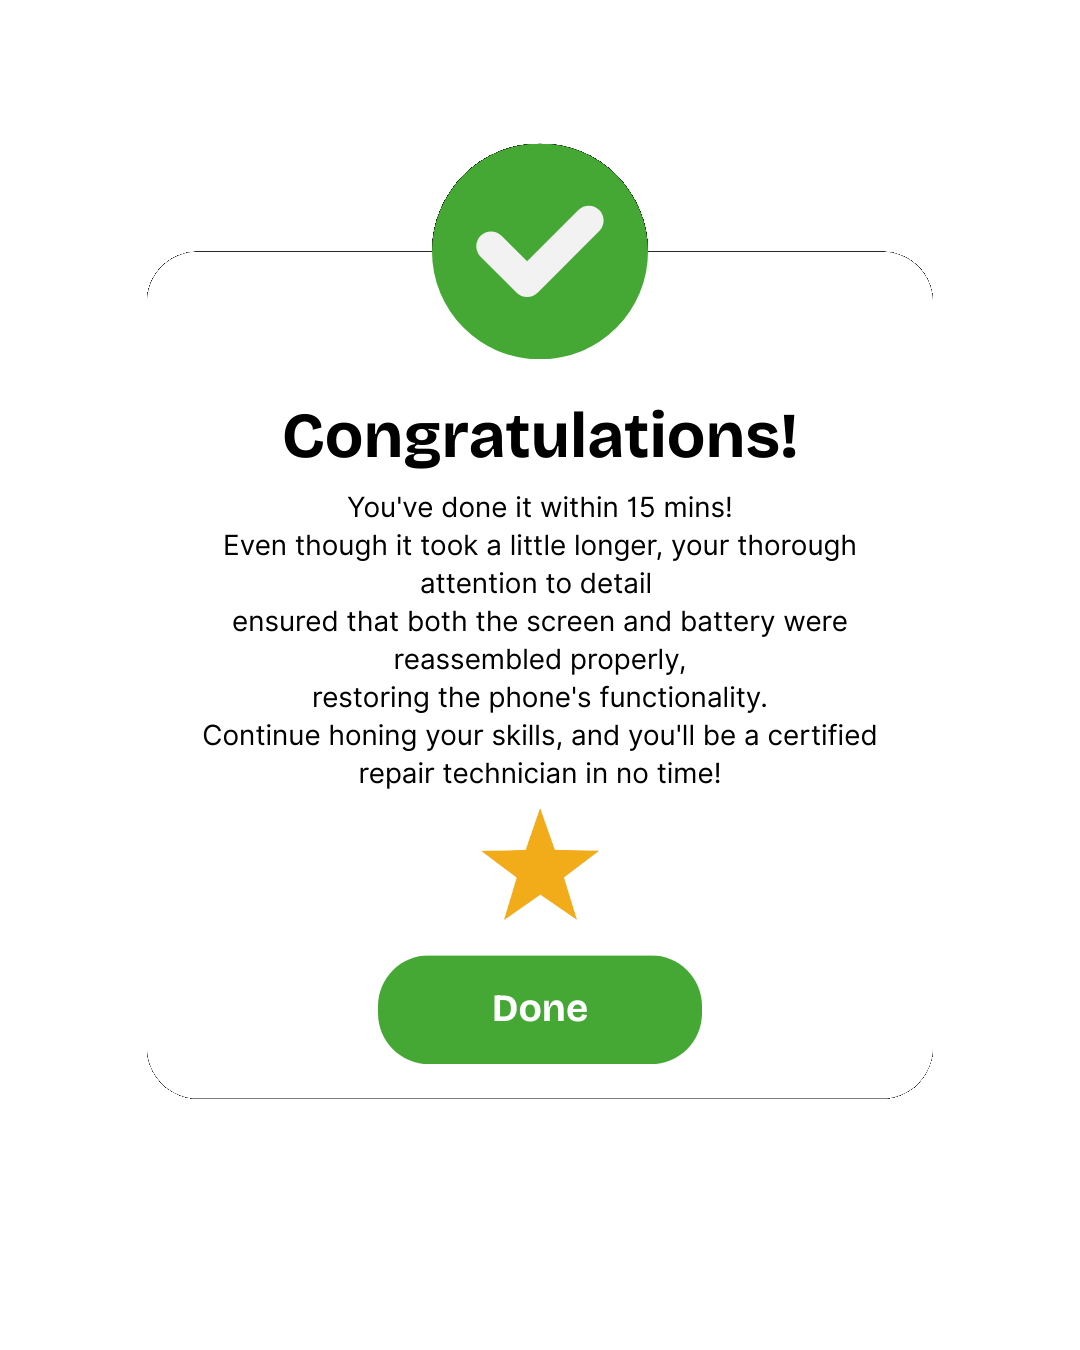 Congratulations!
You've done it within 15 mins!
Even though it took a little longer, your thorough
attention to detail
ensured that both the screen and battery were
reassembled properly,
restoring the phone's functionality.
Continue honing your skills, and you'll be a certified
repair technician in no time!
Done